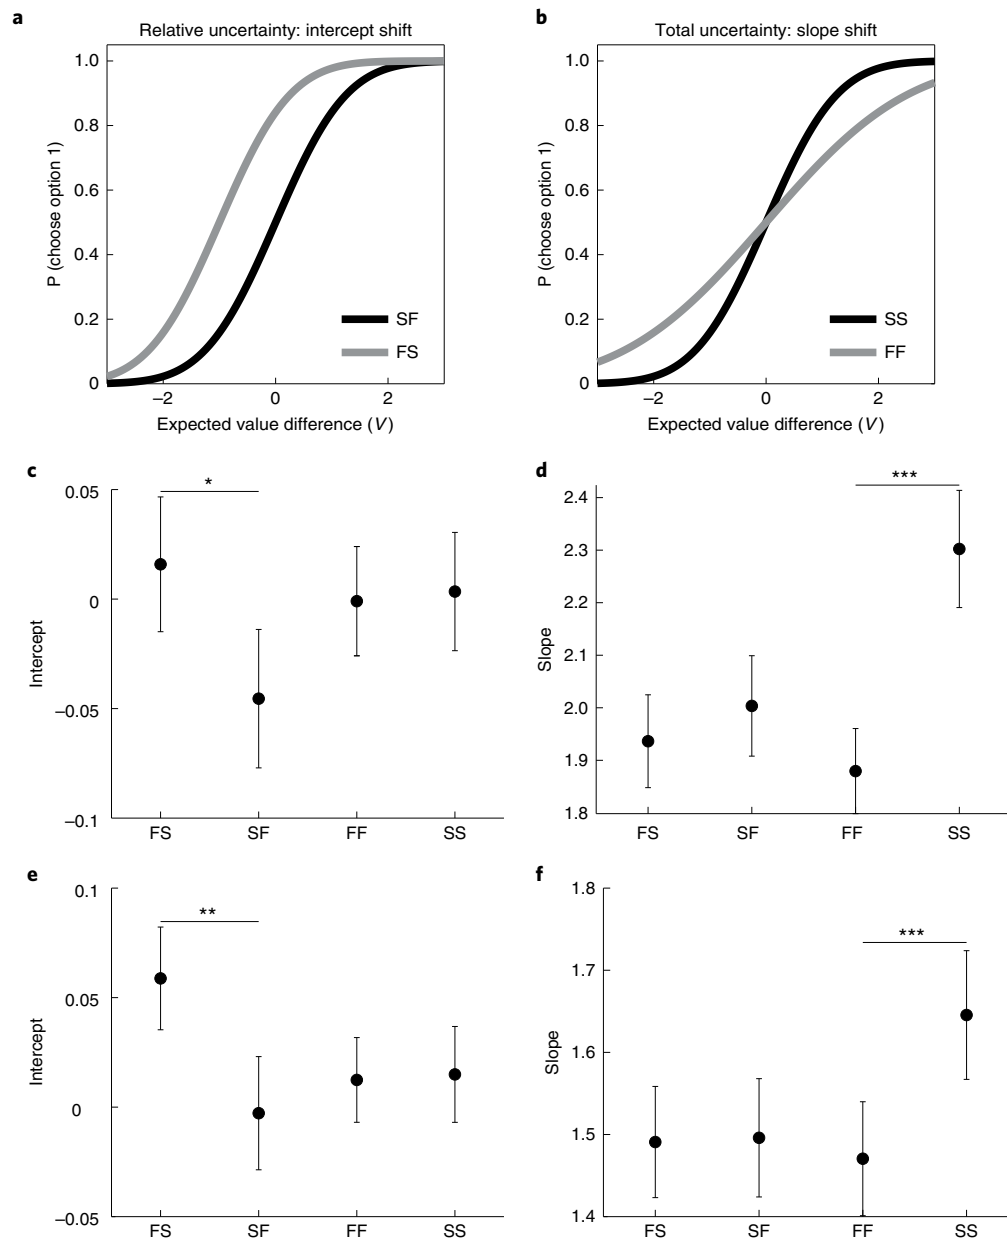 a
Relative uncertainty: intercept shift
1.0
0.8
0.6
0.4
0.2
0
P (choose option 1)
SF
FS
−2
0
2
Expected value difference (V)
b
Total uncertainty: slope shift
1.0
0.8
0.6
0.4
0.2
0
P (choose option 1)
SS
FF
−2
0
2
Expected value difference (V)
c
*
0.05
0
−0.05
−0.1
Intercept
FS
SF
FF
SS
d
***
2.4
2.3
2.2
2.1
2.0
1.9
1.8
Slope
FS
SF
FF
SS
e
**
0.1
0.05
0
−0.05
Intercept
FS
SF
FF
SS
f
***
1.8
1.7
1.6
1.5
1.4
Slope
FS
SF
FF
SS